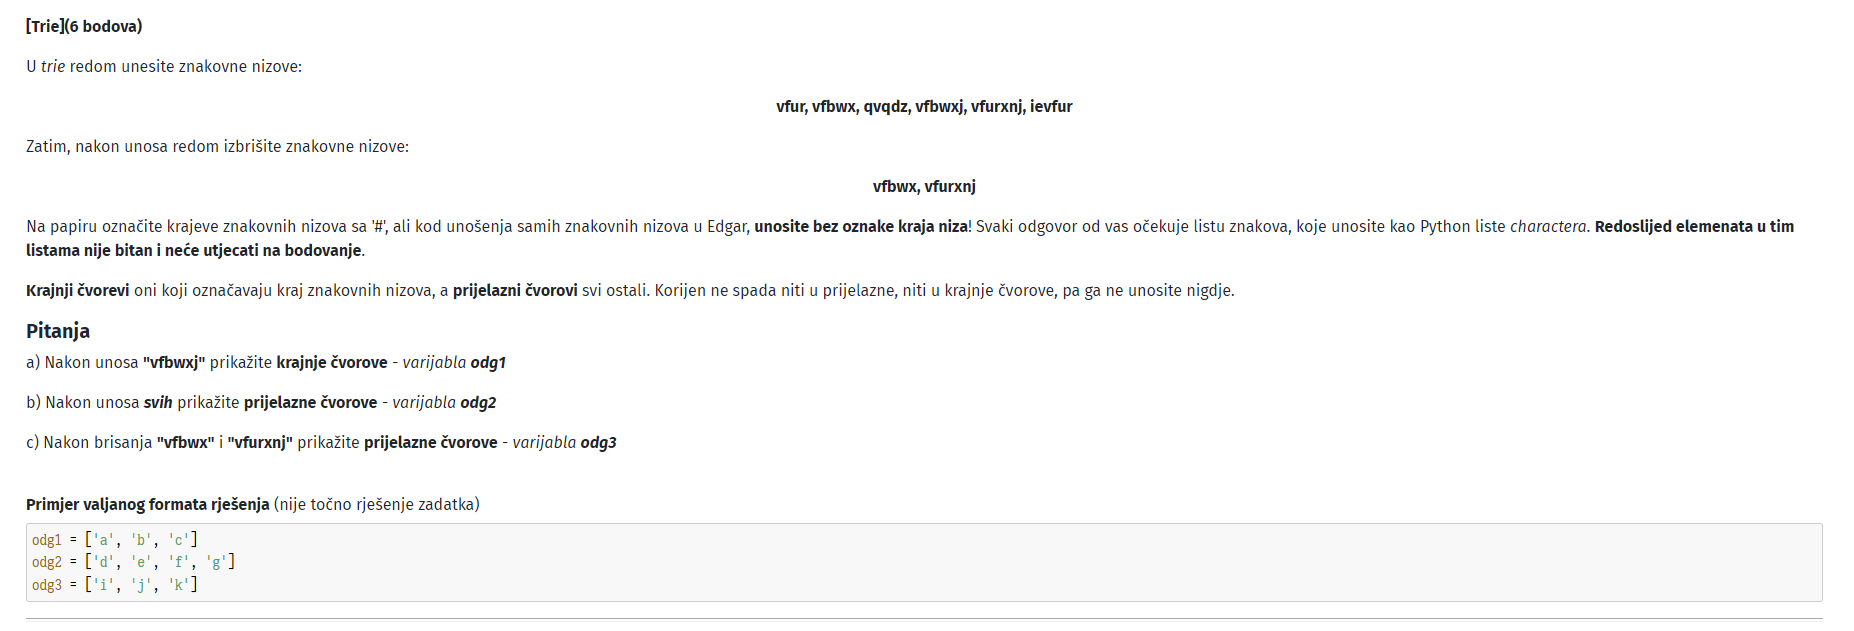 [Trie](6 bodova)
U trie redom unesite znakovne nizove:
vfur, vfbwx, qvqdz, vfbwxj, vfurxnj, ievfur
Zatim, nakon unosa redom izbrišite znakovne nizove:
vfbwx, vfurxnj
Na papiru označite krajeve znakovnih nizova sa '#', ali kod unošenja samih znakovnih nizova u Edgar, unosite bez oznake kraja niza! Svaki odgovor od vas očekuje listu znakova, koje unosite kao Python liste charactera. Redoslijed elemenata u tim
listama nije bitan i neće utjecati na bodovanje.
Krajnji čvorevi oni koji označavaju kraj znakovnih nizova, a prijelazni čvorovi svi ostali. Korijen ne spada niti u prijelazne, niti u krajnje čvorove, pa ga ne unosite nigdje.
Pitanja
a) Nakon unosa "vfbwxj" prikažite krajnje čvorove - varijabla odg1
b) Nakon unosa svih prikažite prijelazne čvorove - varijabla odg2
c) Nakon brisanja "vfbwx" i "vfurxnj" prikažite prijelazne čvorove - varijabla odg3
Primjer valjanog formata rješenja (nije točno rješenje zadatka)
odg1 = ['a', 'b', 'c']
odg2 = ['d', 'e', 'f', 'g']
odg3 = ['i', 'j', 'k']